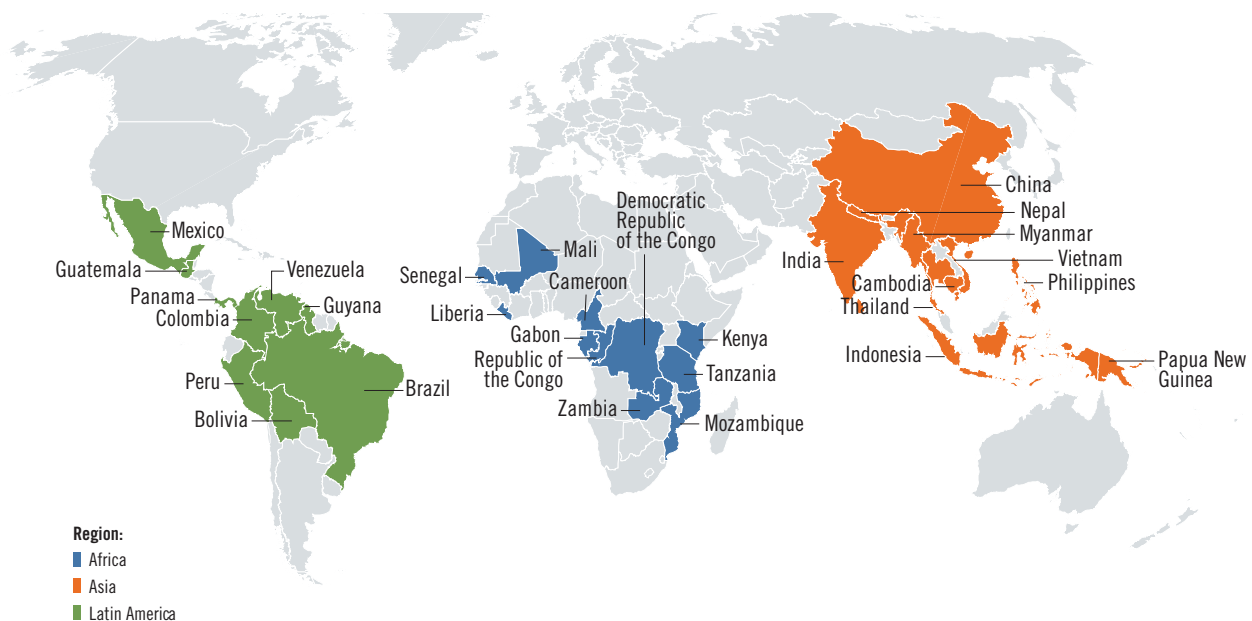 Mexico
Guatemala
Panama
Colombia
Venezuela
Guyana
Peru
Brazil
Bolivia
Democratic
Republic
of the Congo
Mali
Senegal
Cameroon
Liberia
Gabon
Republic of
the Congo
Kenya
Tanzania
Zambia
Mozambique
China
Nepal
Myanmar
India
Vietnam
Cambodia
Philippines
Thailand
Indonesia
Papua New
Guinea
Region:
Africa
Asia
Latin America